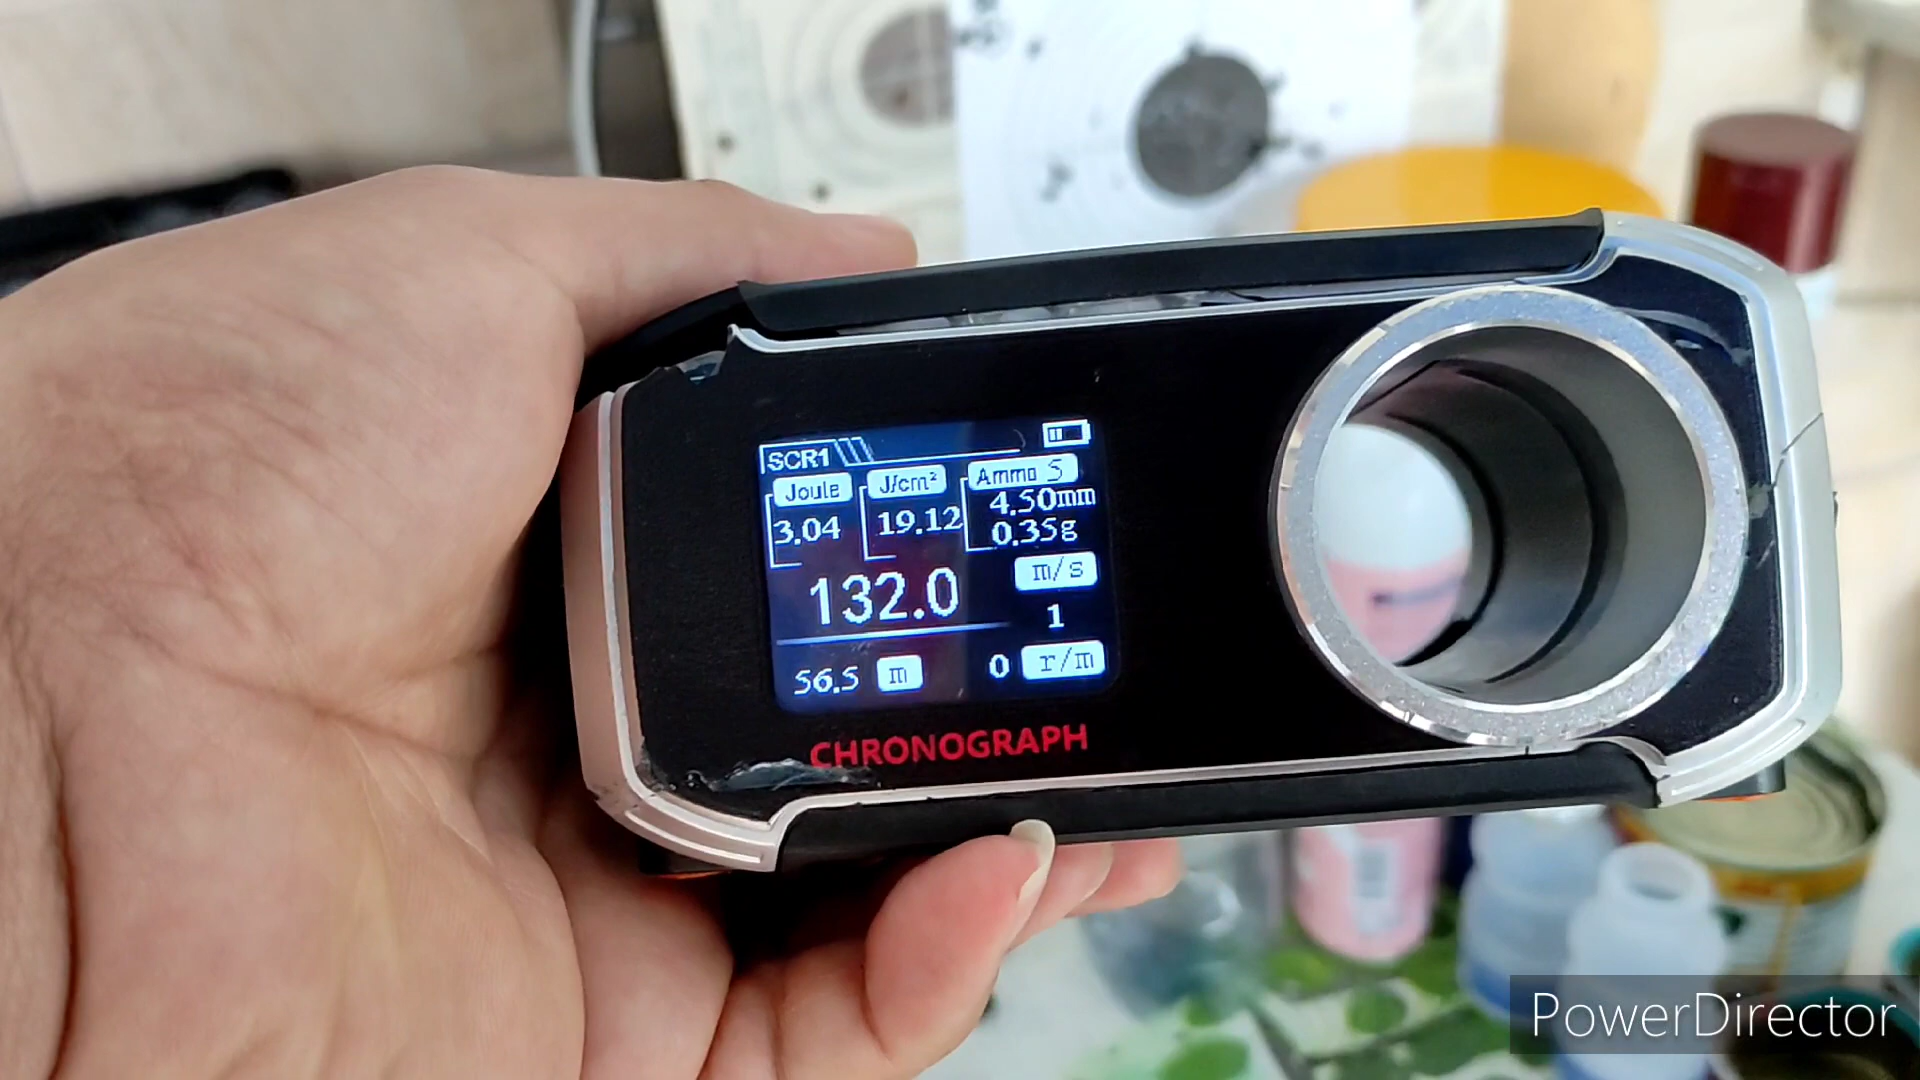 SCR1
Joule
3.04
J/cm²
19.12
Ammo 5
4.50mm
0.35g
132.0
m/s
1
56.5 m
0 r/m
CHRONOGRAPH
PowerDirector